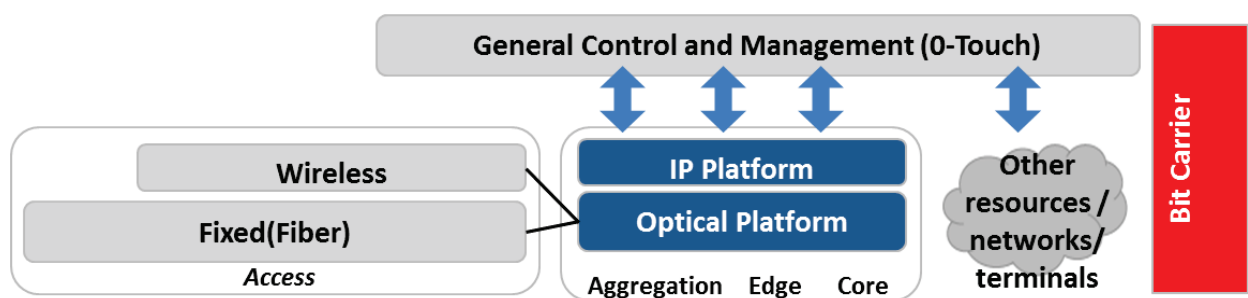 General Control and Management (0-Touch)
Bit Carrier
Wireless
IP Platform
Other
resources /
networks/
terminals
Fixed(Fiber)
Optical Platform
Access
Aggregation Edge Core